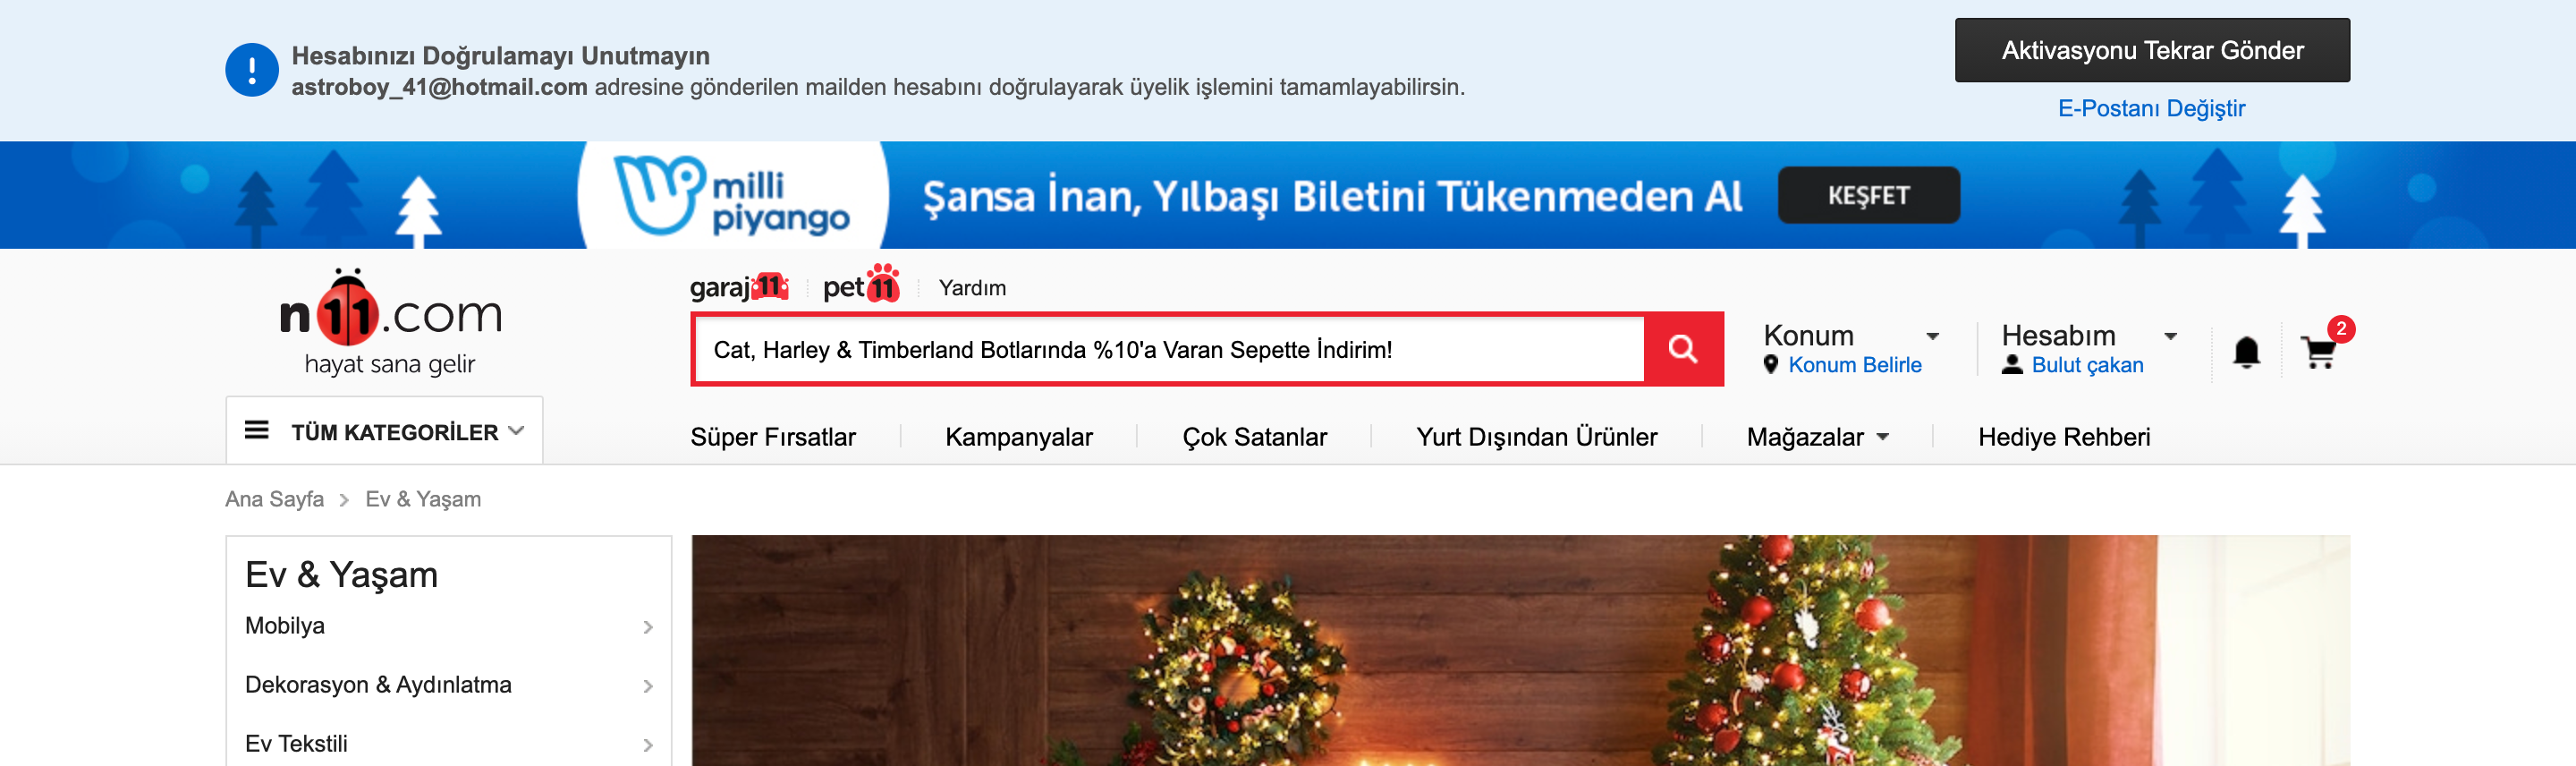 Hesabınızı Doğrulamayı Unutmayın
astroboy_41@hotmail.com adresine gönderilen mailden hesabını doğrulayarak üyelik işlemini tamamlayabilirsin.
Aktivasyonu Tekrar Gönder
E-Postanı Değiştir
milli
piyango
Şansa İnan, Yılbaşı Biletini Tükenmeden Al
KEŞFET
n11.com
hayat sana gelir
garaj11
pet11
Yardım
Cat, Harley & Timberland Botlarında %10'a Varan Sepette İndirim!
Konum
Konum Belirle
Hesabım
Bulut çakan
2
TÜM KATEGORİLER
Süper Fırsatlar
Kampanyalar
Çok Satanlar
Yurt Dışından Ürünler
Mağazalar
Hediye Rehberi
Ana Sayfa
Ev & Yaşam
Ev & Yaşam
Mobilya
Dekorasyon & Aydınlatma
Ev Tekstili